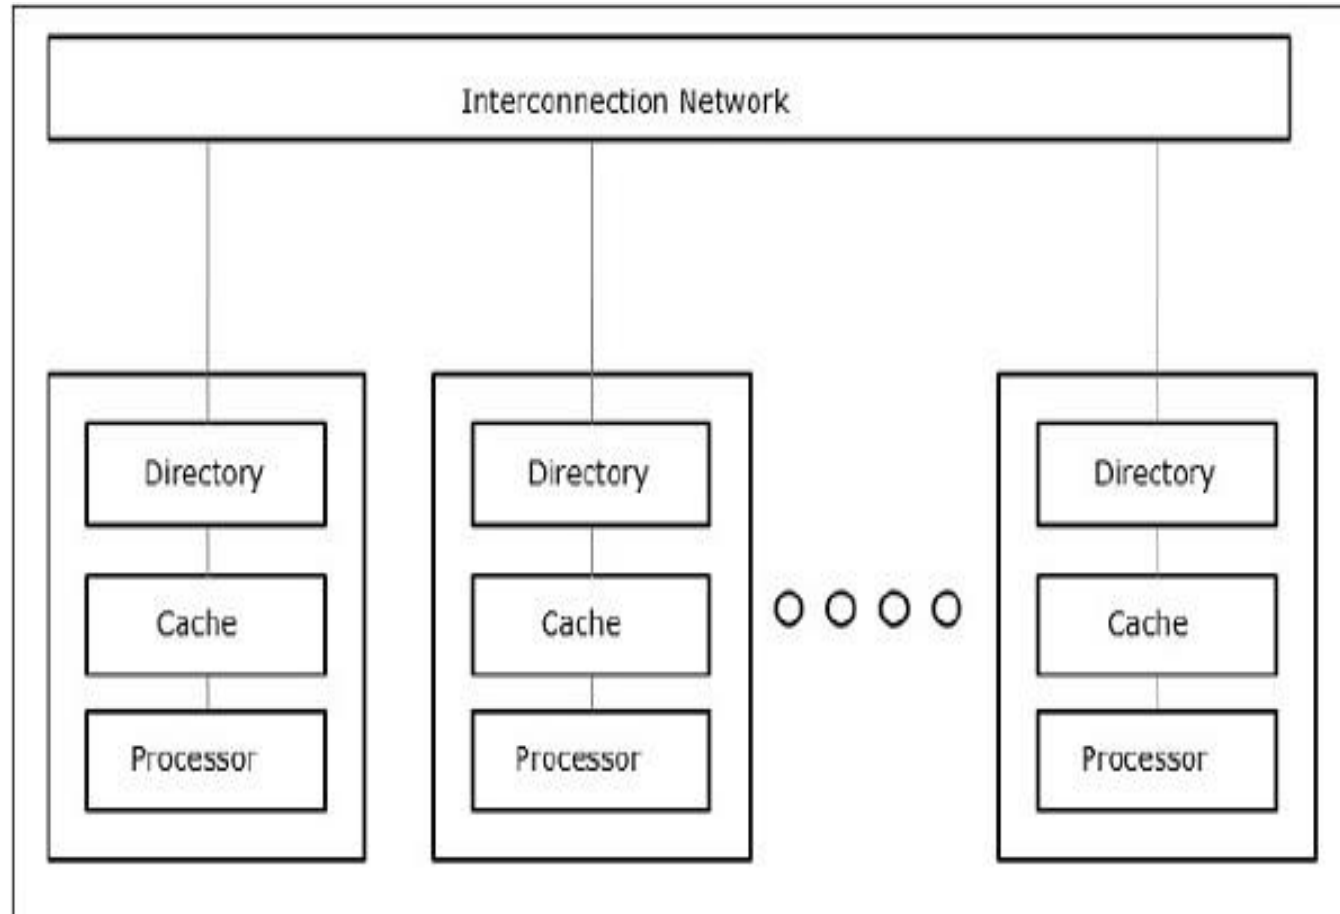 Interconnection Network
Directory
Directory
Directory
Cache
Cache
Cache
Processor
Processor
Processor